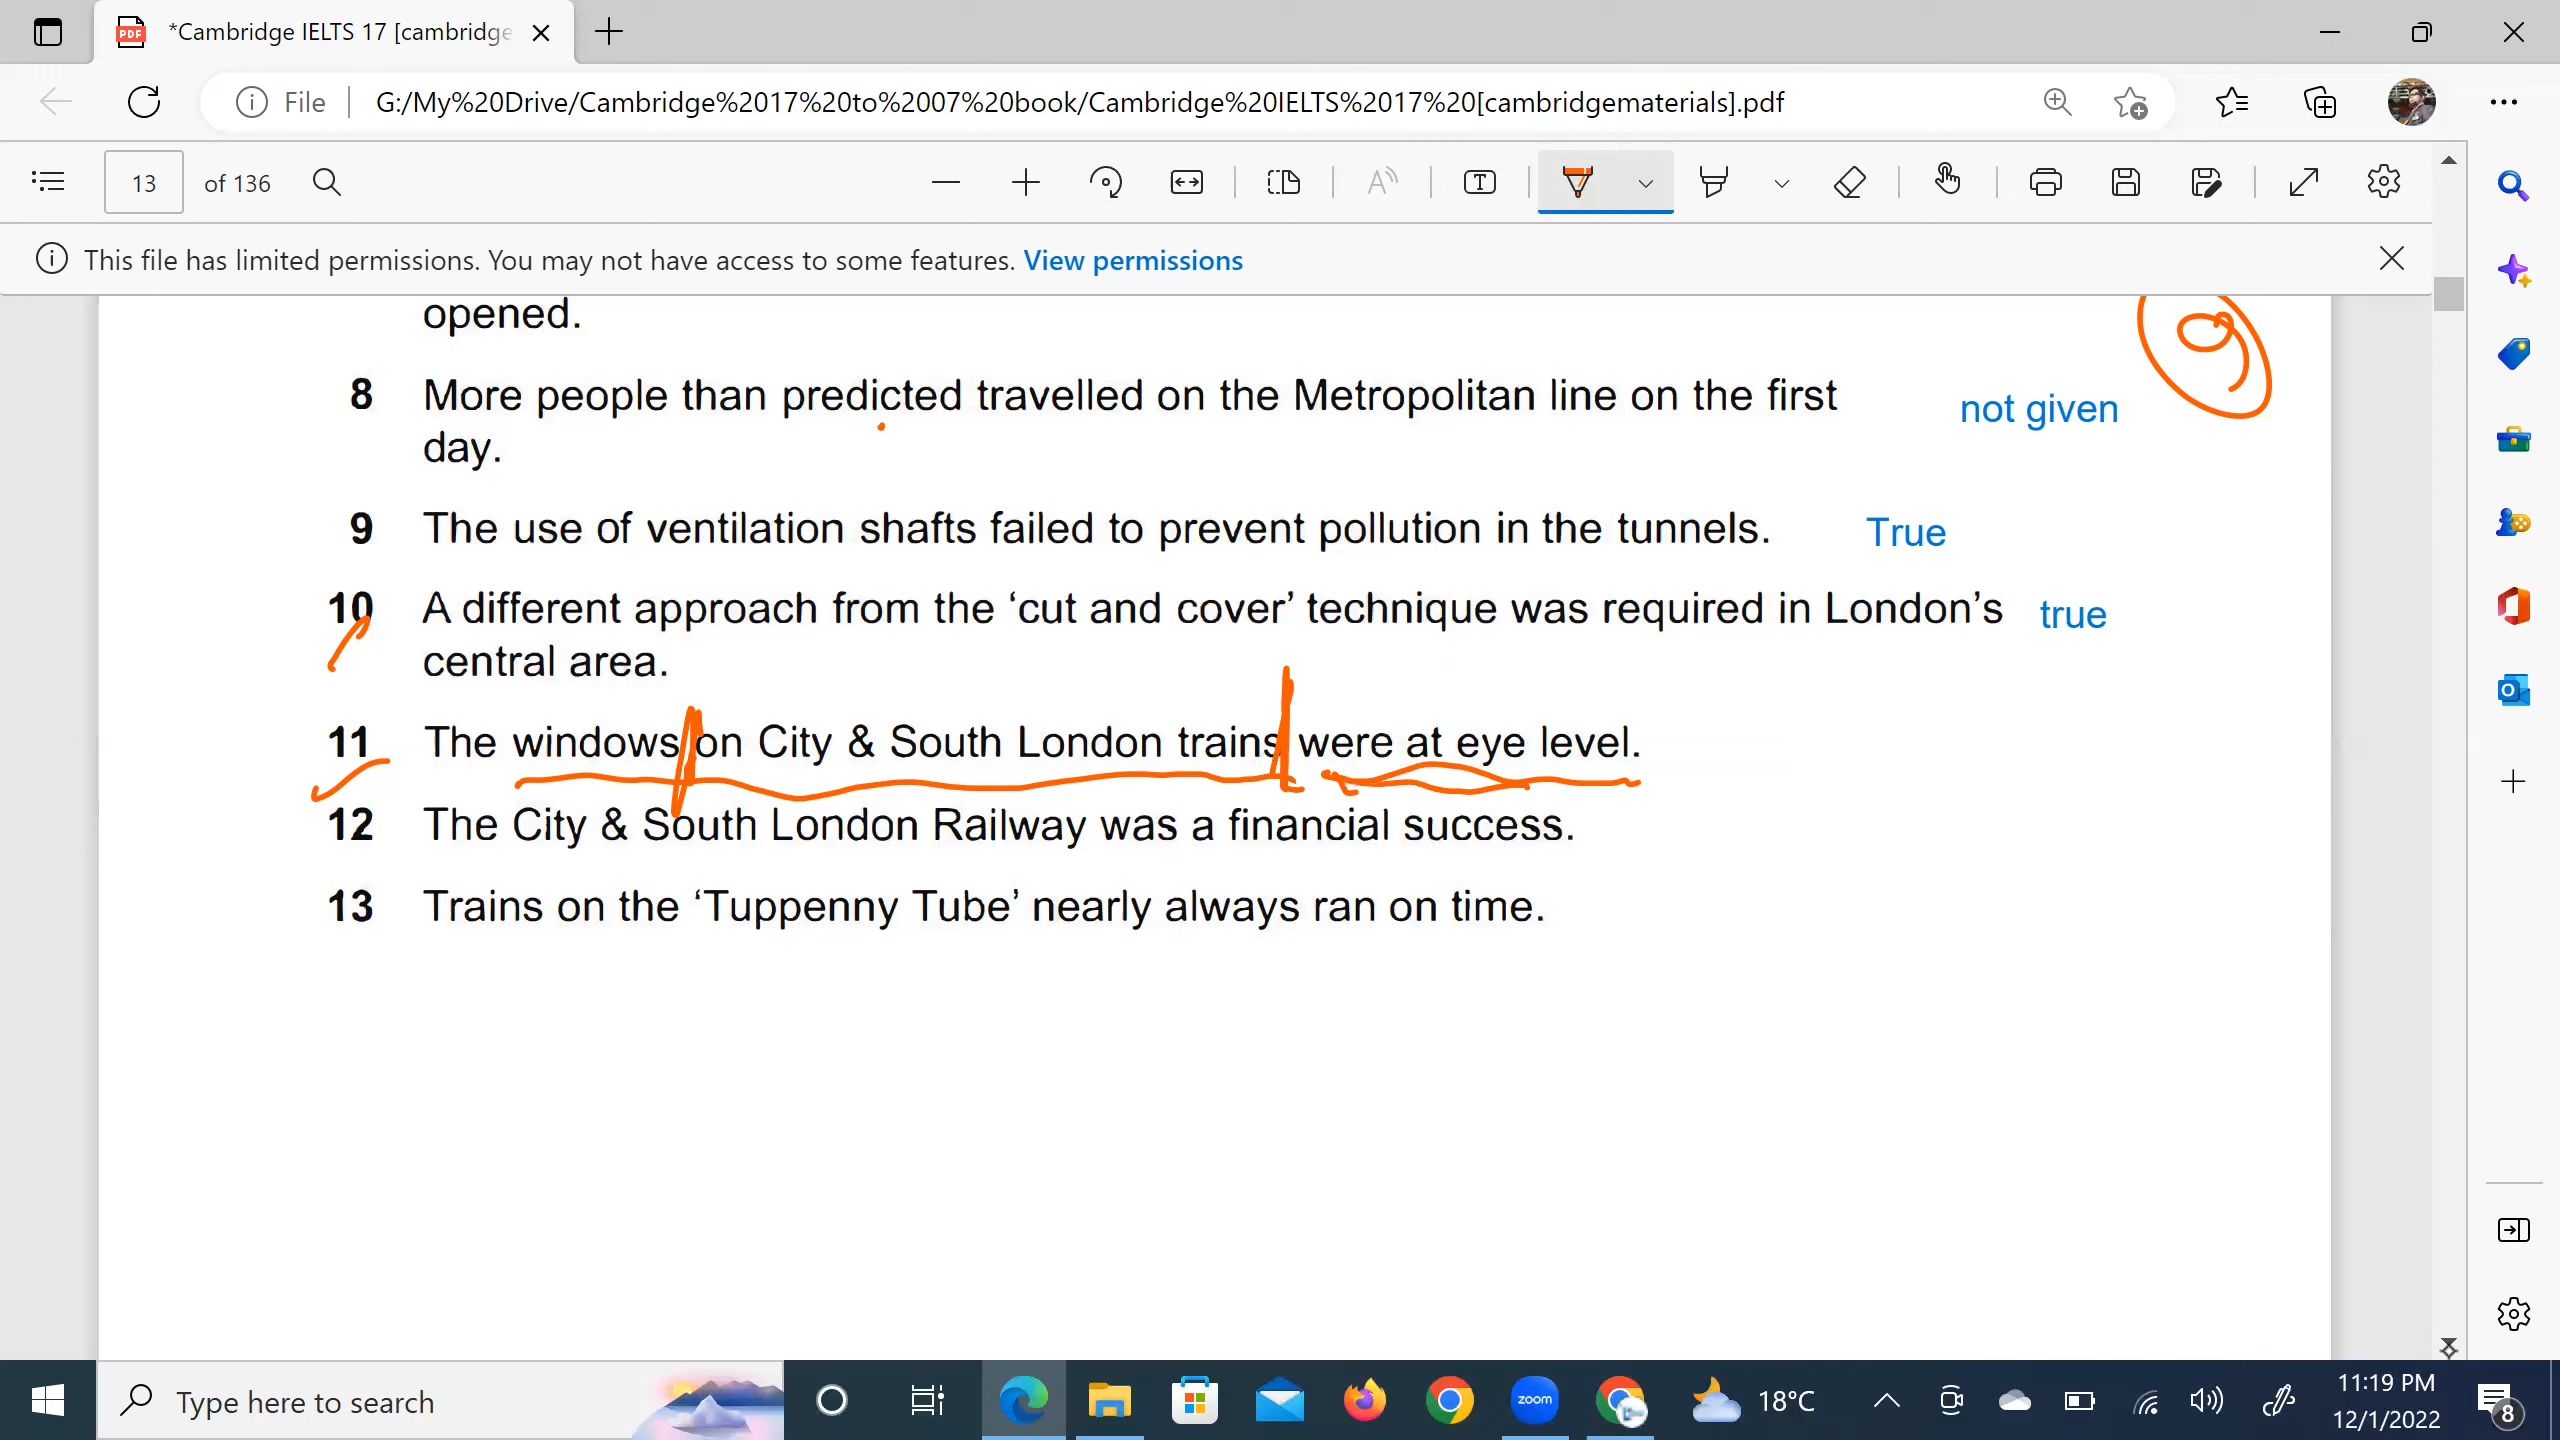 *Cambridge IELTS 17 [cambridge
File
G:/My%20Drive/Cambridge%2017%20to%2007%20book/Cambridge%20IELTS%2017%20[cambridgematerials].pdf
13 of 136
This file has limited permissions. You may not have access to some features. View permissions
opened.
8 More people than predicted travelled on the Metropolitan line on the first not given
day.
9 The use of ventilation shafts failed to prevent pollution in the tunnels. True
10 A different approach from the ‘cut and cover’ technique was required in London’s true
central area.
11 The windows on City & South London trains were at eye level.
12 The City & South London Railway was a financial success.
13 Trains on the ‘Tuppenny Tube’ nearly always ran on time.
Type here to search
zoom
18°C
11:19 PM
12/1/2022
8